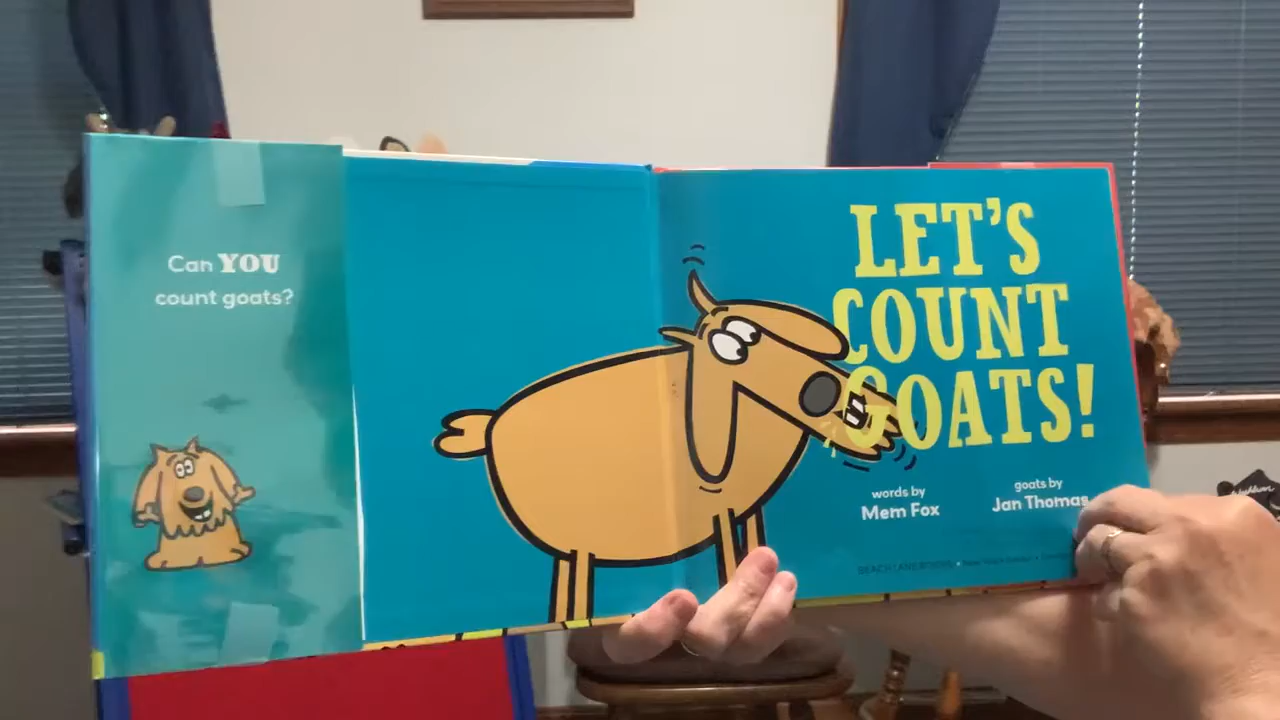 Can YOU
count goats?
LET'S
COUNT
GOATS!
words by
Mem Fox
goats by
Jan Thomas
BEACH LANE BOOKS